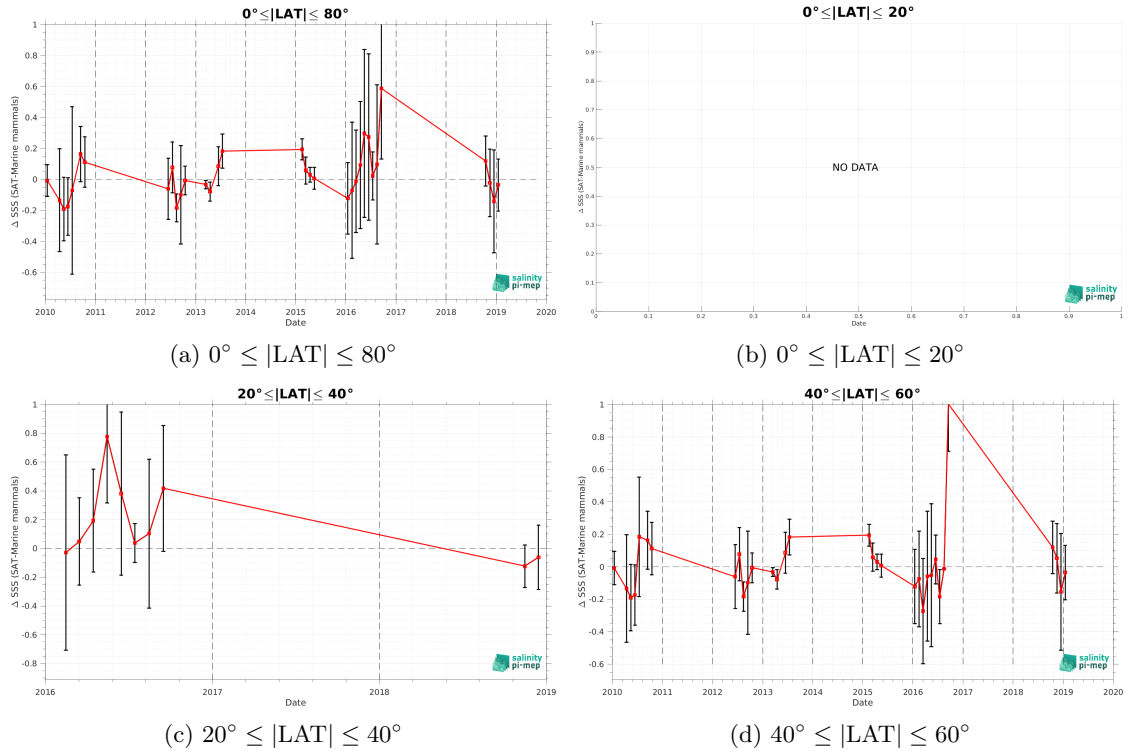 0°≤|LAT|≤ 80°
1
0.8
0.6
0.4
0.2
0
-0.2
-0.4
-0.6
Δ SSS (SAT-Marine mammals)
2010 2011 2012 2013 2014 2015 2016 2017 2018 2019 2020
Date
salinity
pi-mep
(a) 0° ≤ |LAT| ≤ 80°
0°≤|LAT|≤ 20°
1
0.9
0.8
0.7
0.6
0.5
0.4
0.3
0.2
0.1
0
Δ SSS (SAT-Marine mammals)
NO DATA
0 0.1 0.2 0.3 0.4 0.5 0.6 0.7 0.8 0.9 1
Date
salinity
pi-mep
(b) 0° ≤ |LAT| ≤ 20°
20°≤|LAT|≤ 40°
1
0.8
0.6
0.4
0.2
0
-0.2
-0.4
-0.6
-0.8
Δ SSS (SAT-Marine mammals)
2016 2017 2018 2019
Date
salinity
pi-mep
(c) 20° ≤ |LAT| ≤ 40°
40°≤|LAT|≤ 60°
1
0.8
0.6
0.4
0.2
0
-0.2
-0.4
-0.6
Δ SSS (SAT-Marine mammals)
2010 2011 2012 2013 2014 2015 2016 2017 2018 2019 2020
Date
salinity
pi-mep
(d) 40° ≤ |LAT| ≤ 60°